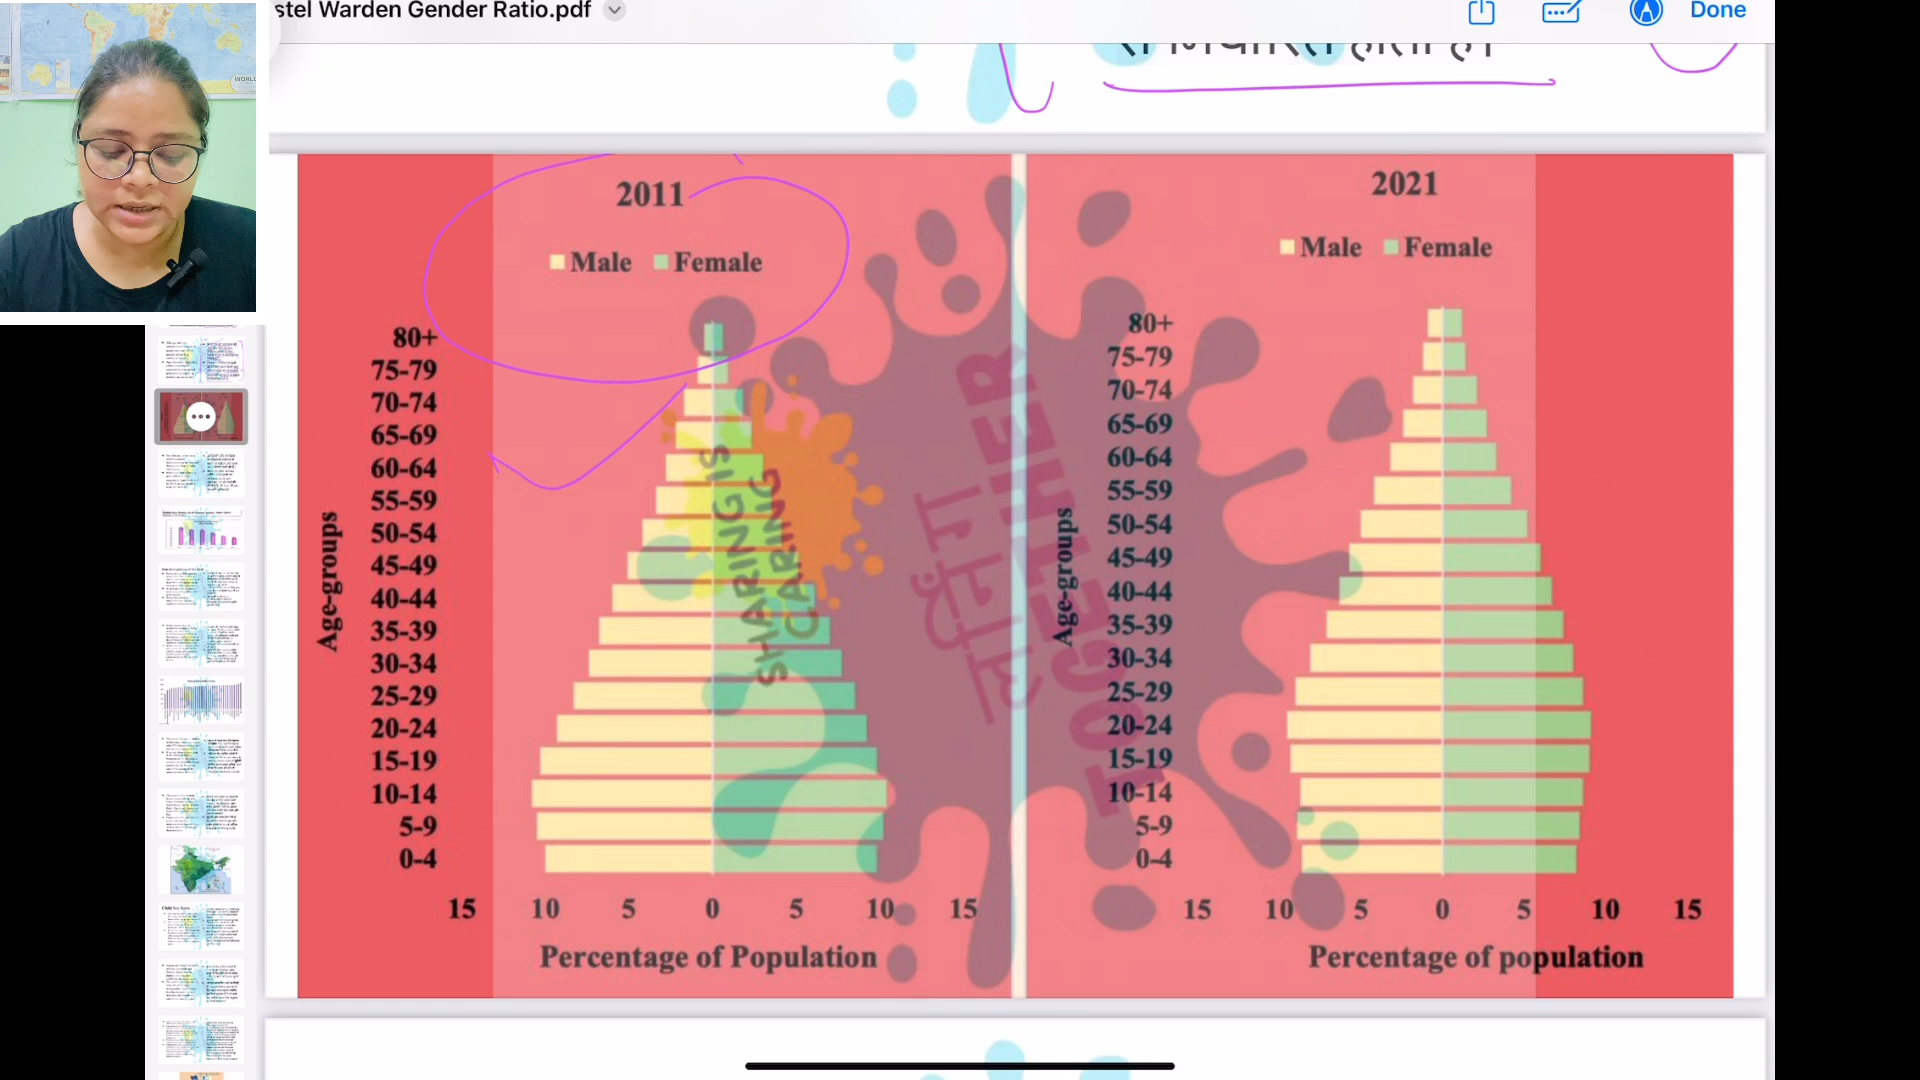 stel Warden Gender Ratio.pdf
Done
WORLD
2011
Male Female
80+
75-79
70-74
65-69
60-64
55-59
50-54
45-49
40-44
35-39
30-34
25-29
20-24
15-19
10-14
5-9
0-4
Age-groups
15 10 5 0 5 10 15
Percentage of Population
SHARING IS
CARING
TOGETHER
2021
Male Female
80+
75-79
70-74
65-69
60-64
55-59
50-54
45-49
40-44
35-39
30-34
25-29
20-24
15-19
10-14
5-9
0-4
Age-groups
15 10 5 0 5 10 15
Percentage of population
Child Sex Ratio